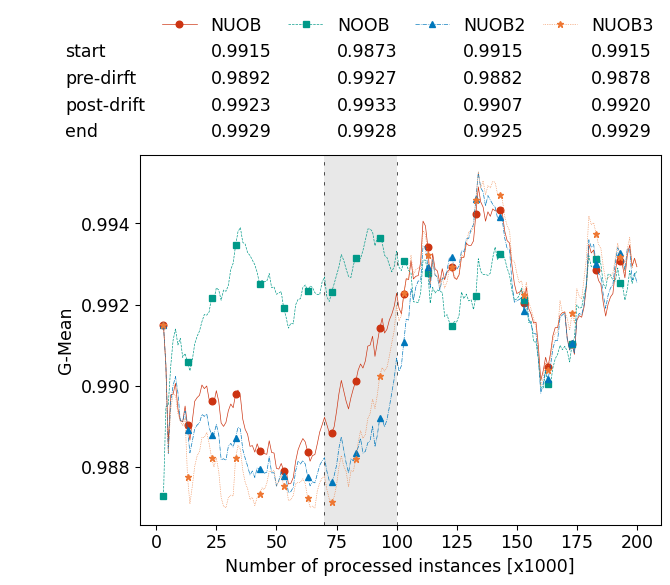 NUOB NOOB NUOB2 NUOB3
start 0.9915 0.9873 0.9915 0.9915
pre-dirft 0.9892 0.9927 0.9882 0.9878
post-drift 0.9923 0.9933 0.9907 0.9920
end 0.9929 0.9928 0.9925 0.9929
0.994
0.992
0.990
0.988
G-Mean
0 25 50 75 100 125 150 175 200
Number of processed instances [x1000]